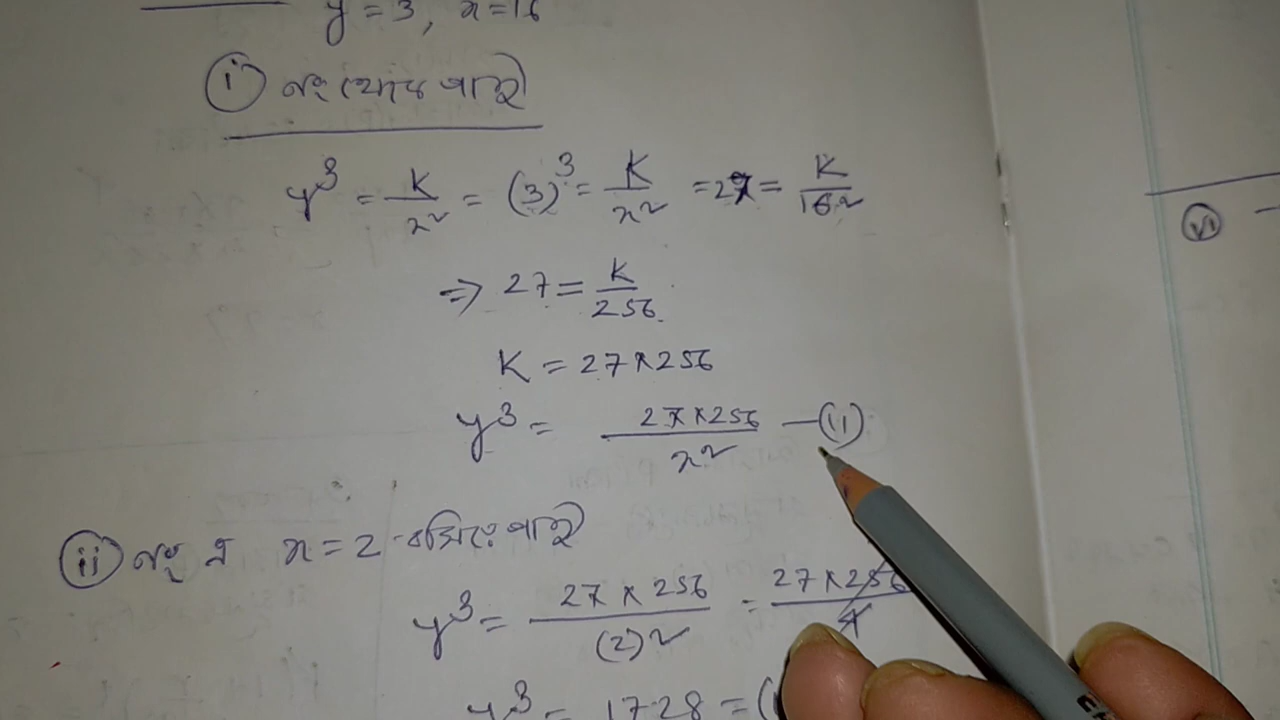 y = 3, x = 16
(i) নং থেকে পাই
y³ = K/x² = (3)³ = K/x² = 27 = K/16²
(vi) —
⇒ 27 = K/256
K = 27 × 256
y³ = 27 × 256/x² —(ii)
(ii) নং এ x = 2 বসিয়ে পাই
y³ = 27 × 256/(2)² = 27 × 256/4
y³ = 1728 = (